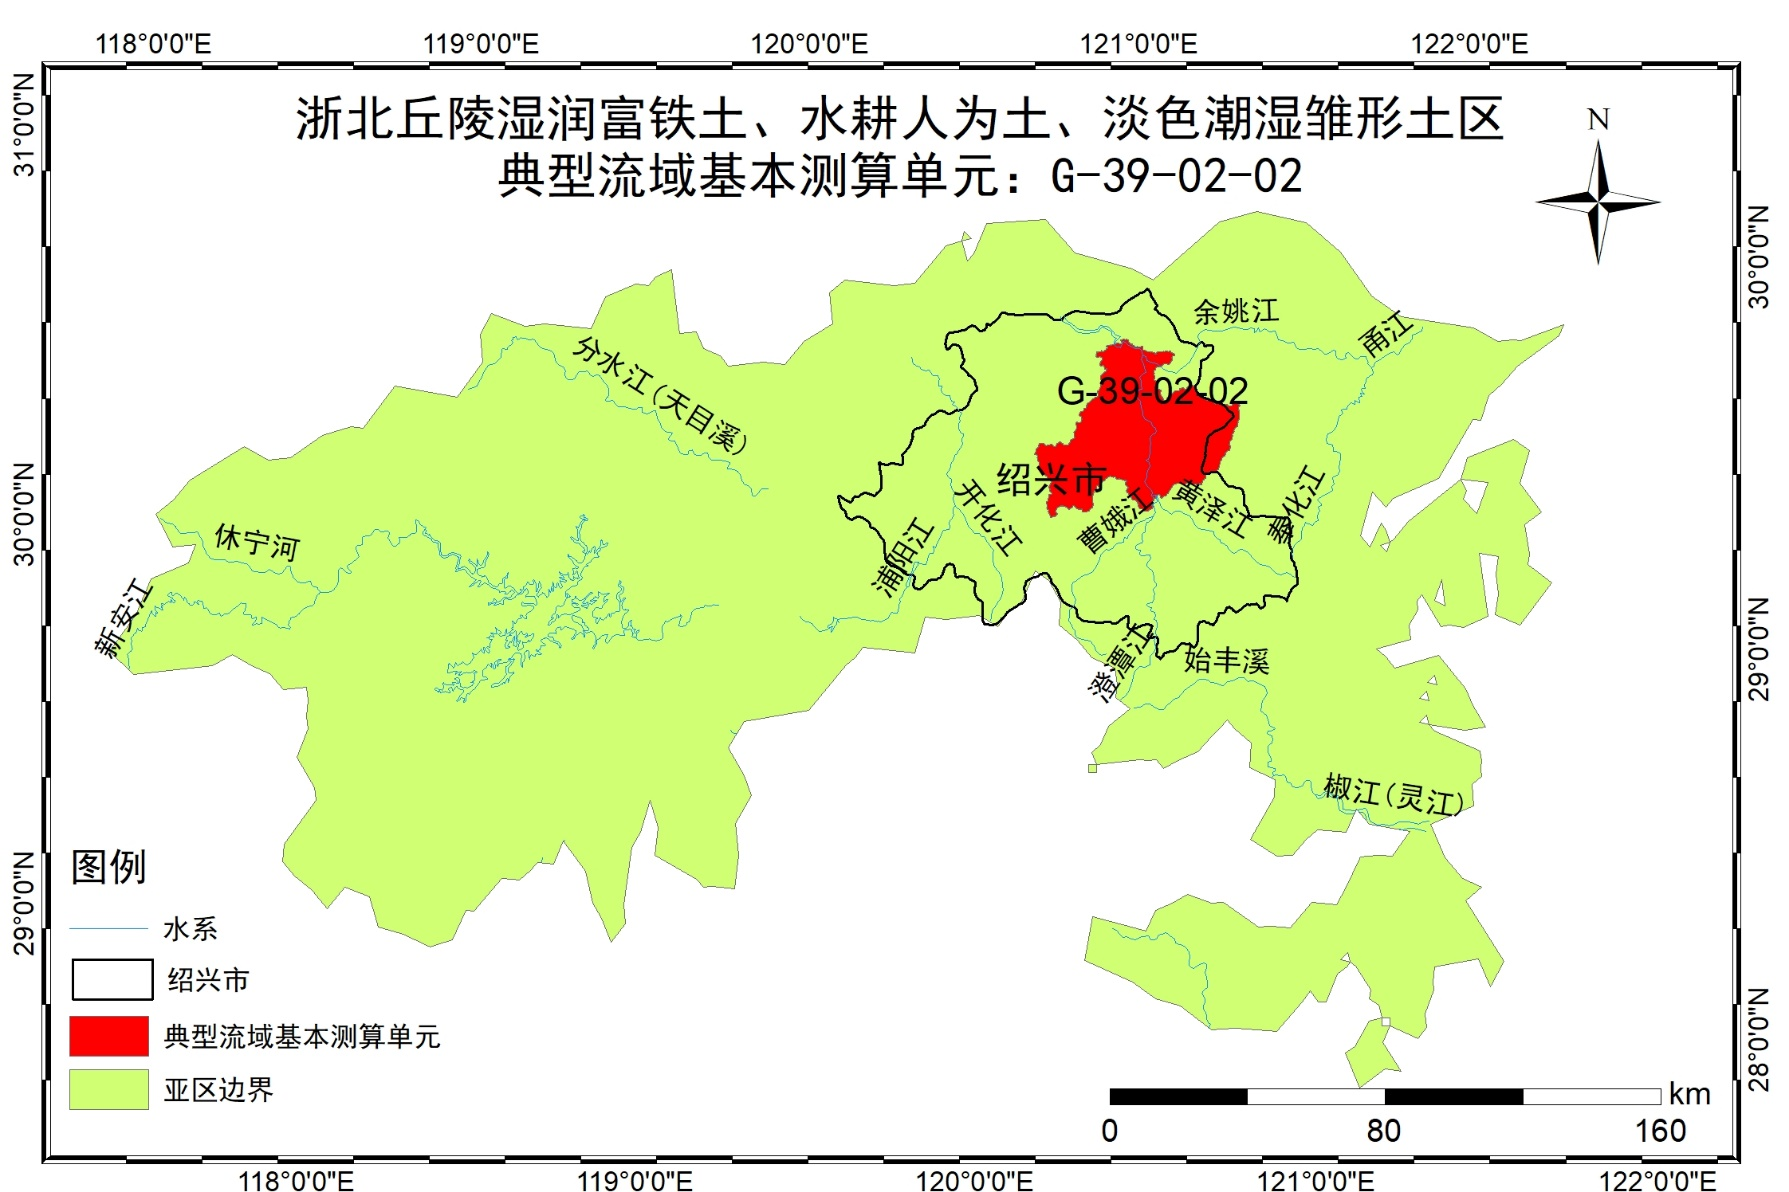 118°0'0"E 119°0'0"E 120°0'0"E 121°0'0"E 122°0'0"E
浙北丘陵湿润富铁土、水耕人为土、淡色潮湿雏形土区
典型流域基本测算单元：G-39-02-02
N
31°0'0"N
30°0'0"N
29°0'0"N
30°0'0"N
29°0'0"N
28°0'0"N
余姚江
甬江
分水江(天目溪)
G-39-02-02
绍兴市
开化江
曹娥江
黄泽江
奉化江
浦阳江
休宁河
新安江
澄潭江
始丰溪
椒江(灵江)
图例
水系
绍兴市
典型流域基本测算单元
亚区边界
km
0 80 160
118°0'0"E 119°0'0"E 120°0'0"E 121°0'0"E 122°0'0"E